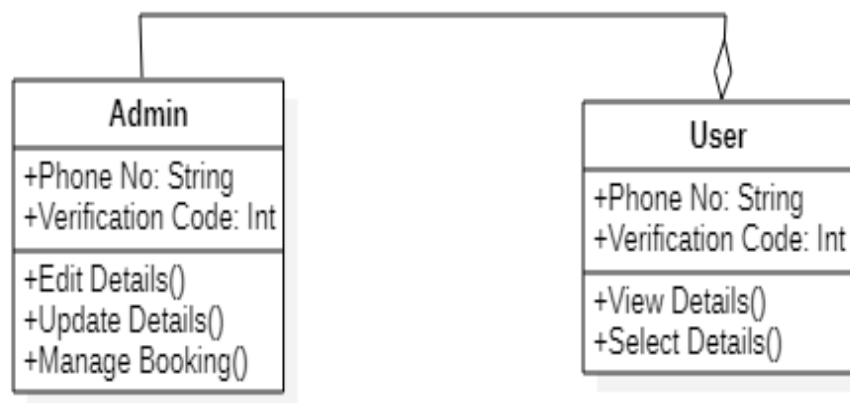 Admin
+Phone No: String
+Verification Code: Int
+Edit Details()
+Update Details()
+Manage Booking()
User
+Phone No: String
+Verification Code: Int
+View Details()
+Select Details()